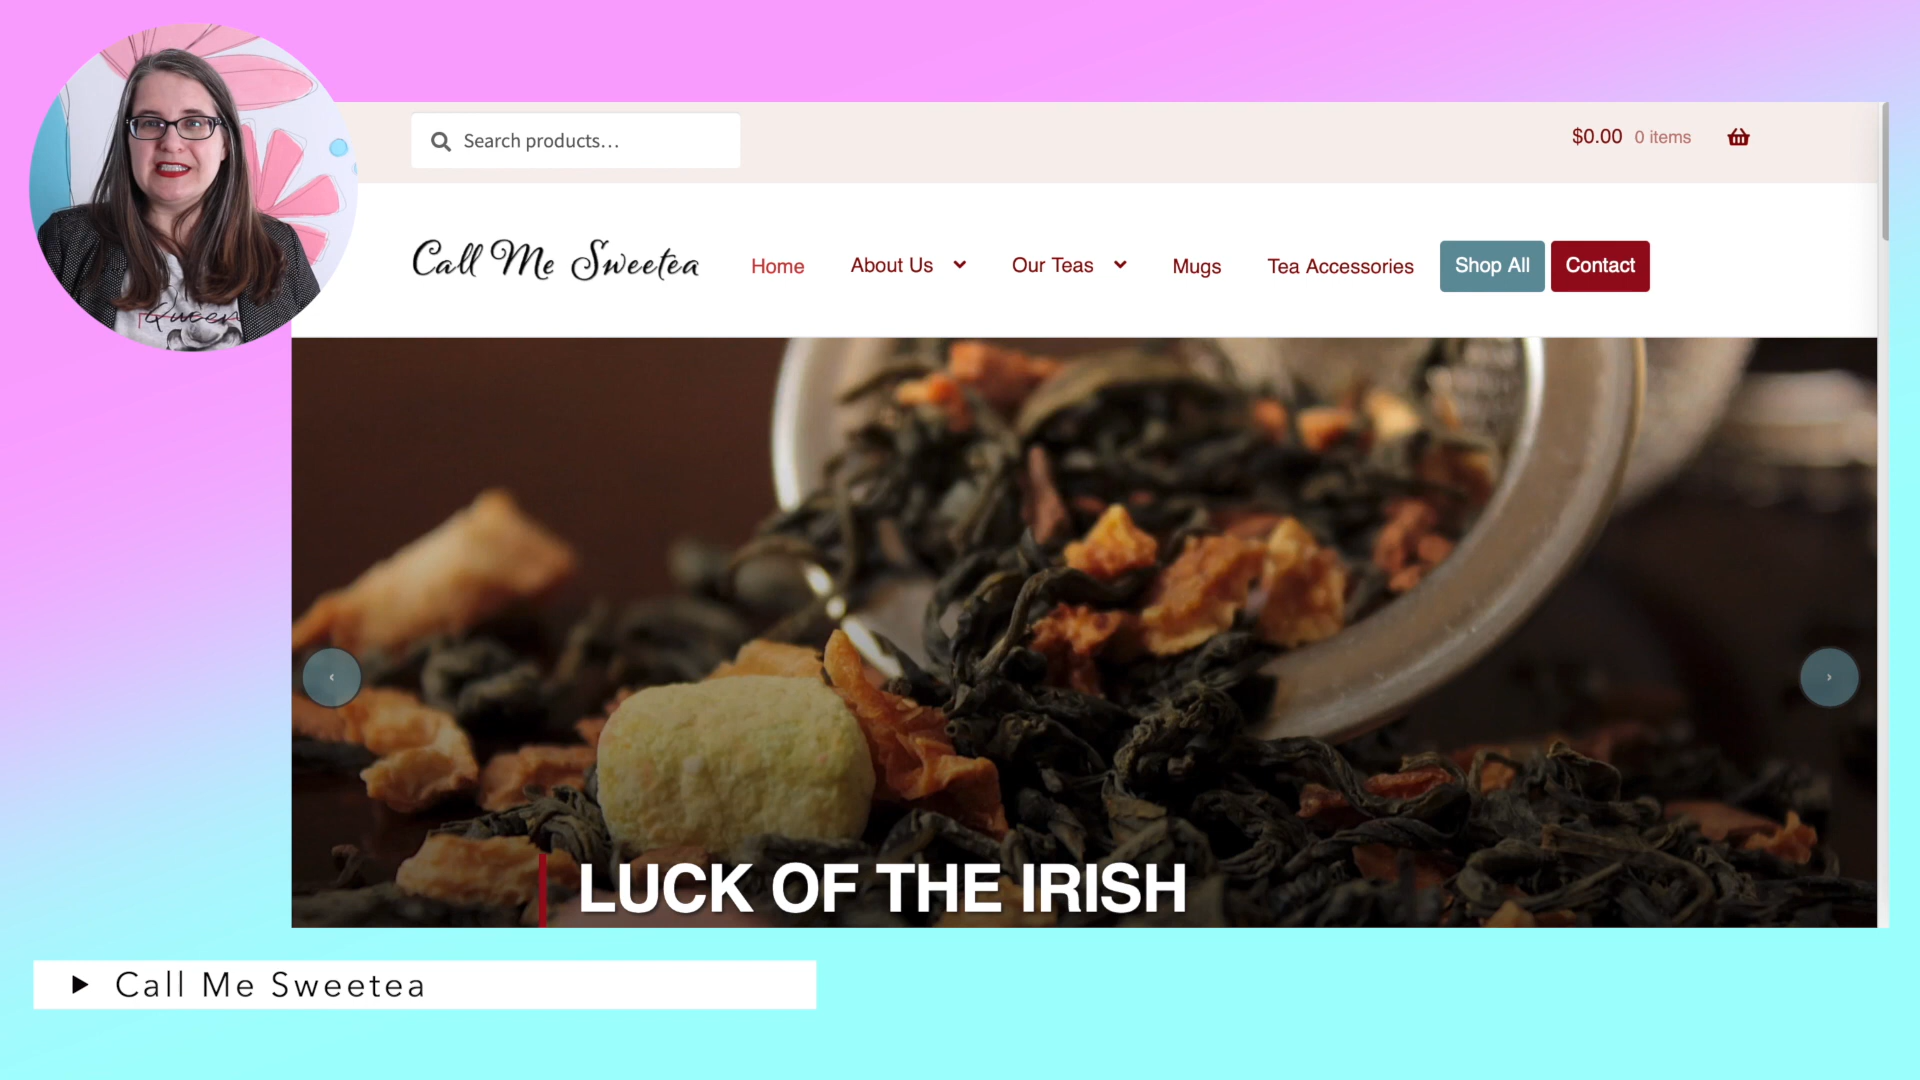 Search products...
$0.00 0 items
Call Me Sweetea
Home
About Us
Our Teas
Mugs
Tea Accessories
Shop All
Contact
Queen
LUCK OF THE IRISH
Call Me Sweetea